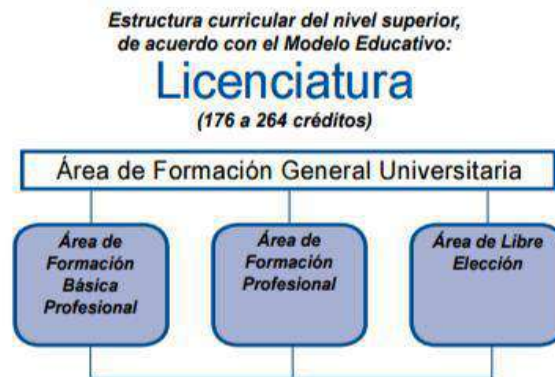 Estructura curricular del nivel superior,
de acuerdo con el Modelo Educativo:
Licenciatura
(176 a 264 créditos)
Área de Formación General Universitaria
Área de
Formación
Básica
Profesional
Área de
Formación
Profesional
Área de Libre
Elección